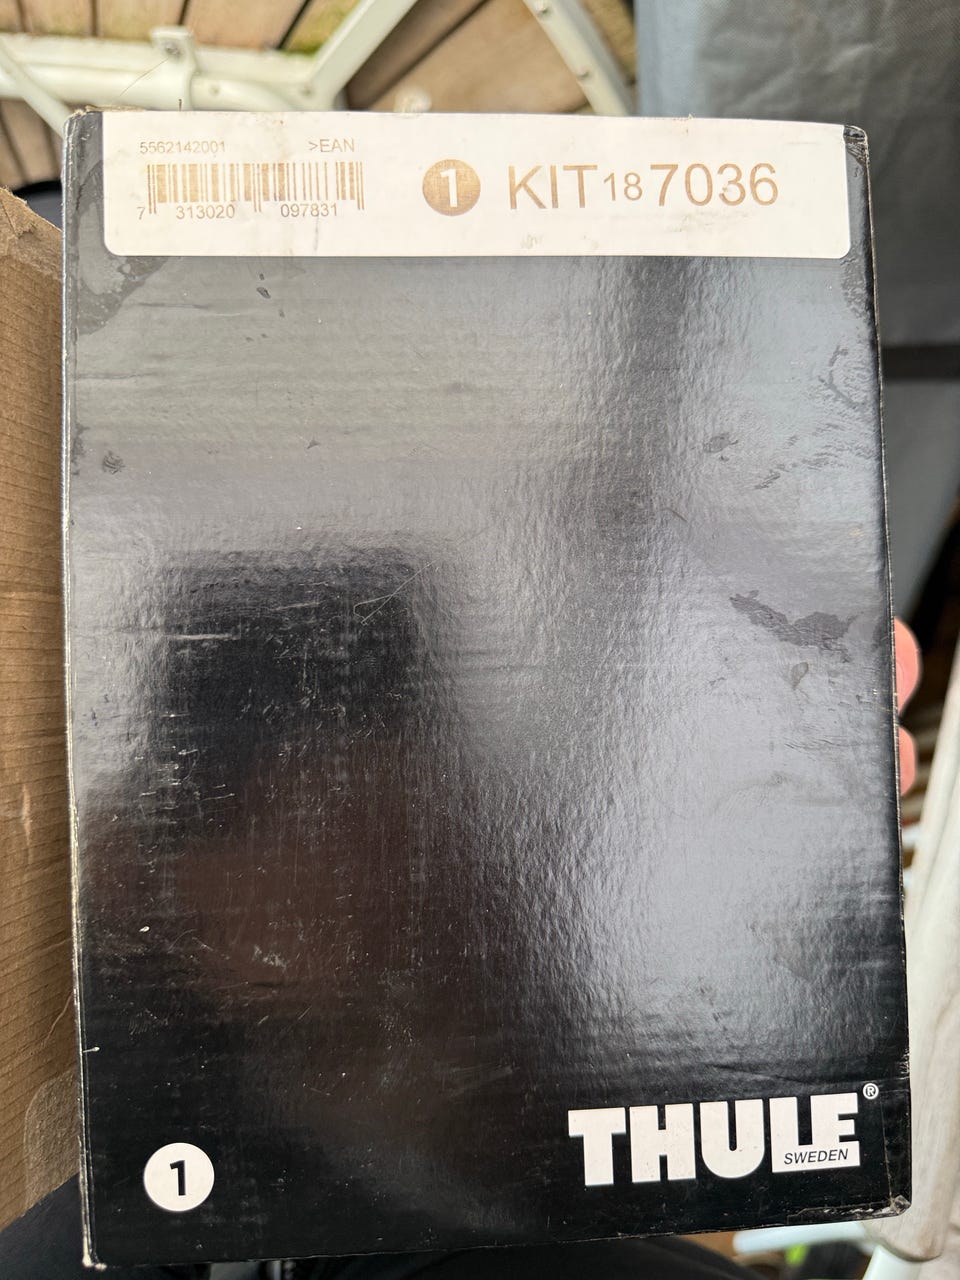 5562142001 >EAN
7 313020 097831
1 KIT 18 7036
THULE®
SWEDEN
1